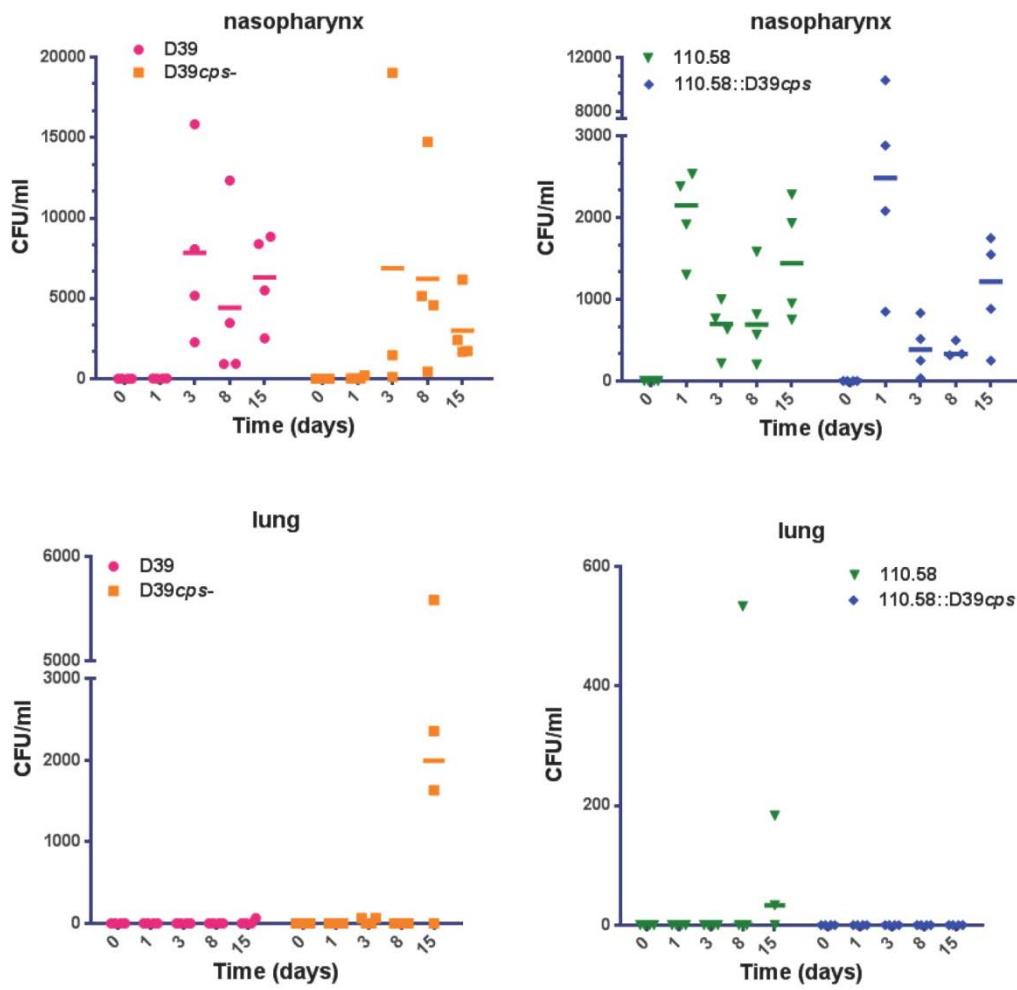 nasopharynx
D39
D39cps-
20000
15000
10000
5000
0
CFU/ml
0 1 3 8 15 0 1 3 8 15
Time (days)
nasopharynx
110.58
110.58::D39cps
12000
8000
3000
2000
1000
0
CFU/ml
0 1 3 8 15 0 1 3 8 15
Time (days)
lung
D39
D39cps-
6000
5000
3000
2000
1000
0
CFU/ml
0 1 3 8 15 0 1 3 8 15
Time (days)
lung
110.58
110.58::D39cps
600
400
200
0
CFU/ml
0 1 3 8 15 0 1 3 8 15
Time (days)